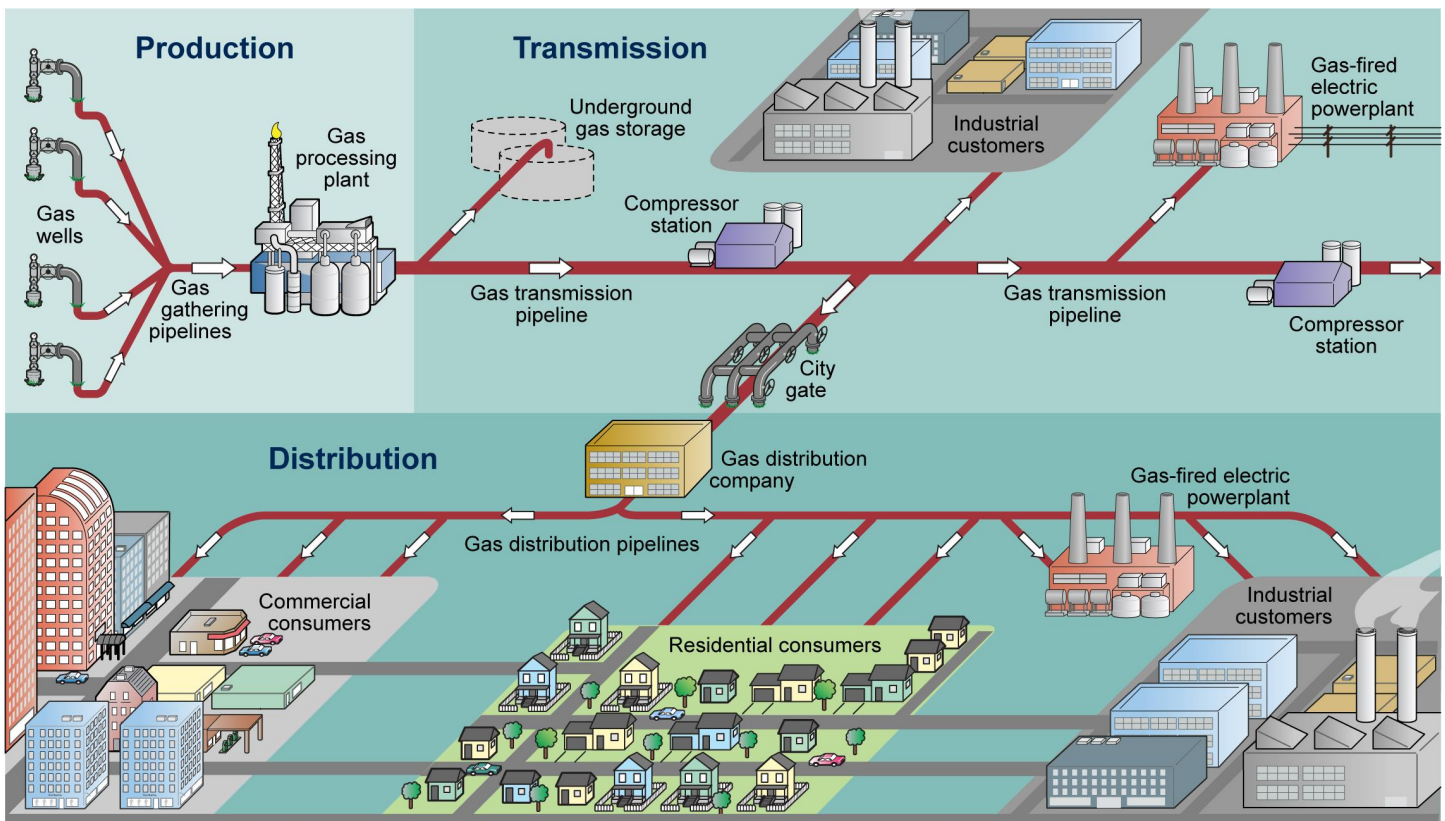 Production
Gas
wells
Gas
gathering
pipelines
Gas
processing
plant
Transmission
Underground
gas storage
Gas transmission
pipeline
Compressor
station
Industrial
customers
Gas-fired
electric
powerplant
Gas transmission
pipeline
Compressor
station
City
gate
Distribution
Gas distribution
company
Gas distribution pipelines
Commercial
consumers
Residential consumers
Gas-fired electric
powerplant
Industrial
customers